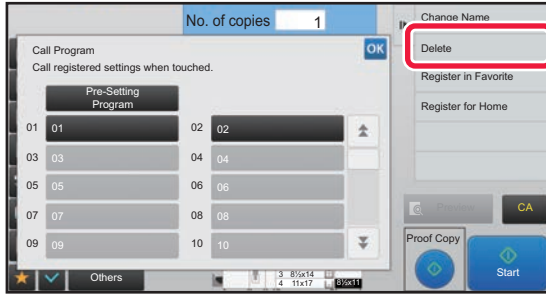 No. of copies 1
Change Name
Call Program
OK
Delete
Call registered settings when touched.
Register in Favorite
Pre-Setting
Program
Register for Home
01 01 02 02
03 03 04 04
05 05 06 06
07 07 08 08
CA
09 09 10 10
Proof Copy
Others
3 8½x14
4 11x17
8½x11
Start